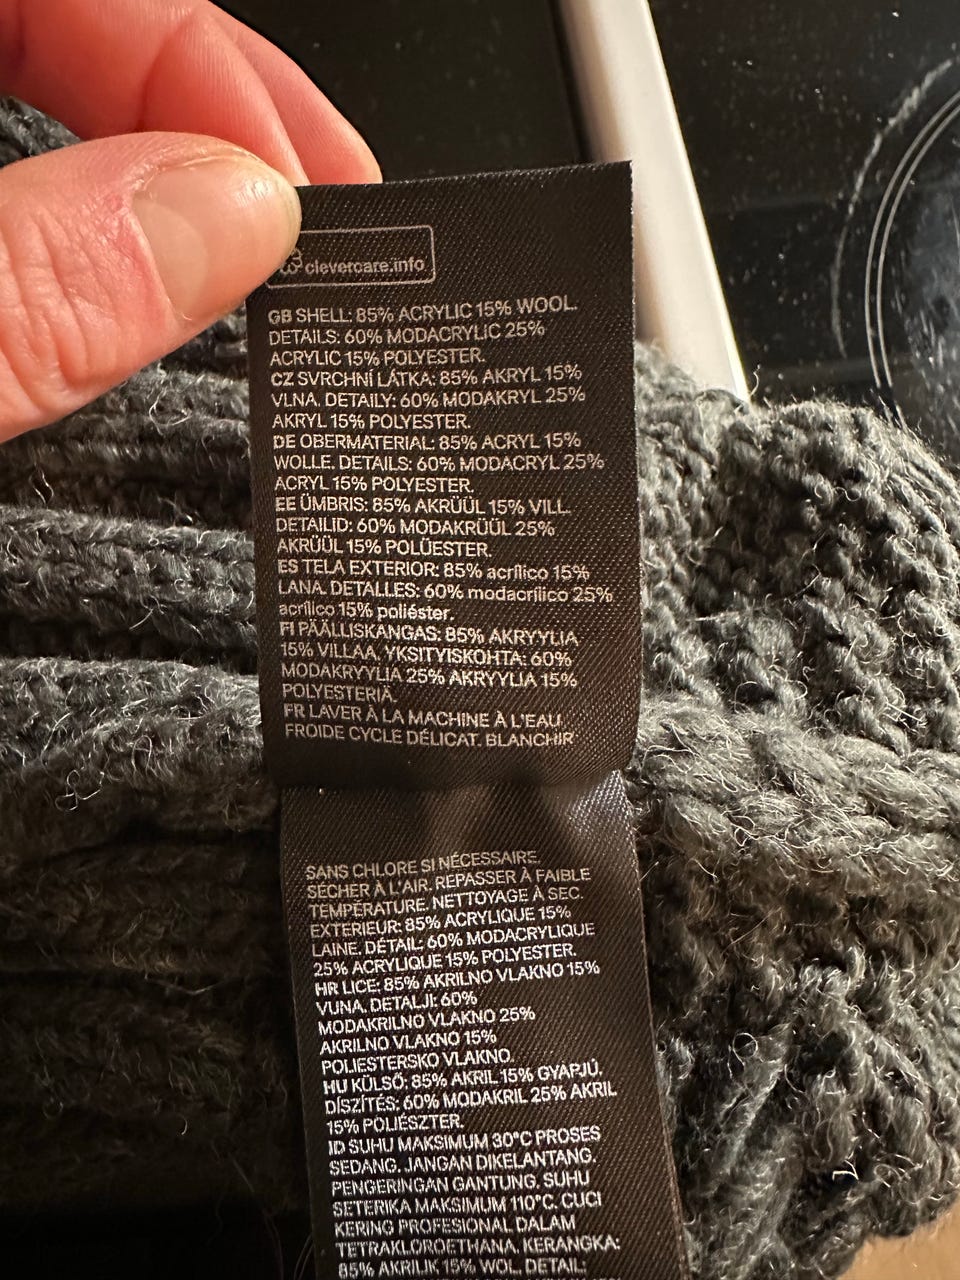 clevercare.info
GB SHELL: 85% ACRYLIC 15% WOOL.
DETAILS: 60% MODACRYLIC 25%
ACRYLIC 15% POLYESTER.
CZ SVRCHNÍ LÁTKA: 85% AKRYL 15%
VLNA. DETAILY: 60% MODAKRYL 25%
AKRYL 15% POLYESTER.
DE OBERMATERIAL: 85% ACRYL 15%
WOLLE. DETAILS: 60% MODACRYL 25%
ACRYL 15% POLYESTER.
EE ÜMBRIS: 85% AKRÜÜL 15% VILL.
DETAILID: 60% MODAKRÜÜL 25%
AKRÜÜL 15% POLÜESTER.
ES TELA EXTERIOR: 85% acrílico 15%
LANA. DETALLES: 60% modacrílico 25%
acrílico 15% poliéster.
FI PÄÄLLISKANGAS: 85% AKRYYLIA
15% VILLAA. YKSITYISKOHTA: 60%
MODAKRYYLIA 25% AKRYYLIA 15%
POLYESTERIÄ.
FR LAVER À LA MACHINE À L'EAU
FROIDE CYCLE DÉLICAT. BLANCHIR
SANS CHLORE SI NÉCESSAIRE.
SÉCHER À L'AIR. REPASSER À FAIBLE
TEMPÉRATURE. NETTOYAGE À SEC.
EXTERIEUR: 85% ACRYLIQUE 15%
LAINE. DÉTAIL: 60% MODACRYLIQUE
25% ACRYLIQUE 15% POLYESTER.
HR LICE: 85% AKRILNO VLAKNO 15%
VUNA. DETALJI: 60%
MODAKRILNO VLAKNO 25%
AKRILNO VLAKNO 15%
POLIESTERSKO VLAKNO.
HU KÜLSŐ: 85% AKRIL 15% GYAPJÚ.
DÍSZÍTÉS: 60% MODAKRIL 25% AKRIL
15% POLIÉSZTER.
ID SUHU MAKSIMUM 30°C PROSES
SEDANG. JANGAN DIKELANTANG.
PENGERINGAN GANTUNG. SUHU
SETERIKA MAKSIMUM 110°C. CUCI
KERING PROFESIONAL DALAM
TETRAKLOROETHANA. KERANGKA:
85% AKRILIK 15% WOL. DETAIL: